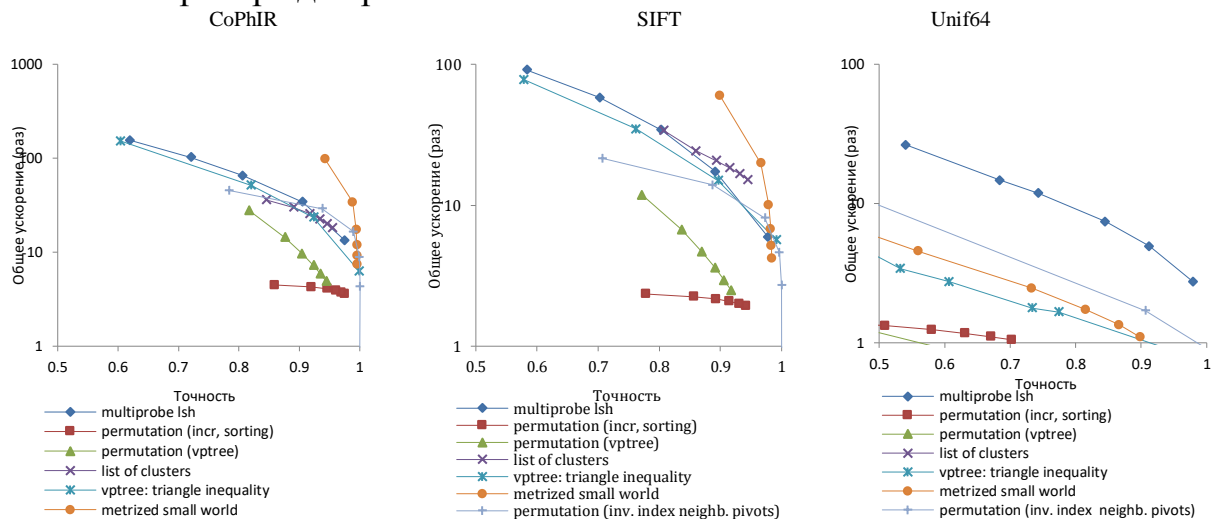 CoPhIR
SIFT
Unif64
1000
100
10
1
0.5 0.6 0.7 0.8 0.9 1
Общее ускорение (раз)
Точность
multiprobe lsh
permutation (incr, sorting)
permutation (vptree)
list of clusters
vptree: triangle inequality
metrized small world
100
10
1
0.5 0.6 0.7 0.8 0.9 1
Общее ускорение (раз)
Точность
multiprobe lsh
permutation (incr, sorting)
permutation (vptree)
list of clusters
vptree: triangle inequality
metrized small world
permutation (inv. index neighb. pivots)
100
10
1
0.5 0.6 0.7 0.8 0.9 1
Общее ускорение (раз)
Точность
multiprobe lsh
permutation (incr, sorting)
permutation (vptree)
list of clusters
vptree: triangle inequality
metrized small world
permutation (inv. index neighb. pivots)